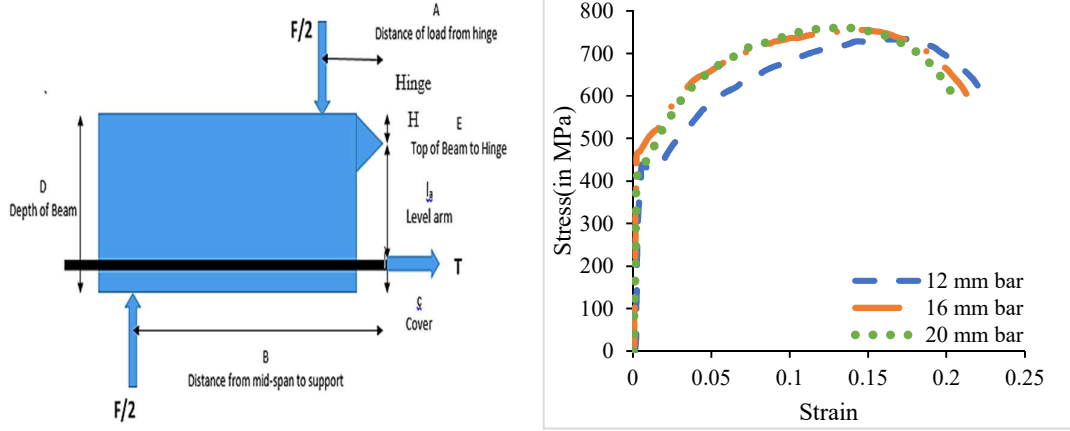 A
Distance of load from hinge
F/2
Hinge
H
E
Top of Beam to Hinge
D
Depth of Beam
la
Level arm
T
c
Cover
B
Distance from mid-span to support
F/2
Stress(in MPa)
800
700
600
500
400
300
200
100
0
0
0.05
0.1
0.15
0.2
0.25
Strain
12 mm bar
16 mm bar
20 mm bar